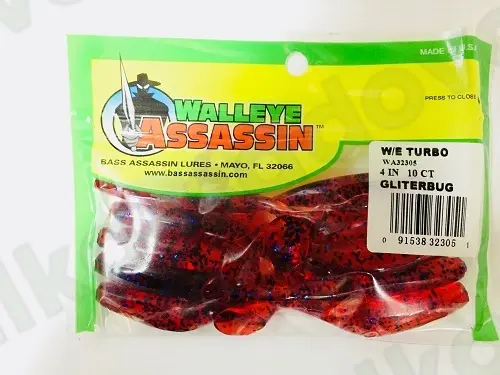 MADE IN U.S.A.
WALLEYE
ASSASSIN™
BASS ASSASSIN LURES • MAYO, FL 32066
www.bassassassin.com
PRESS TO CLOSE
W/E TURBO
WA32305
4 IN 10 CT
GLITERBUG
0 91538 32305 1